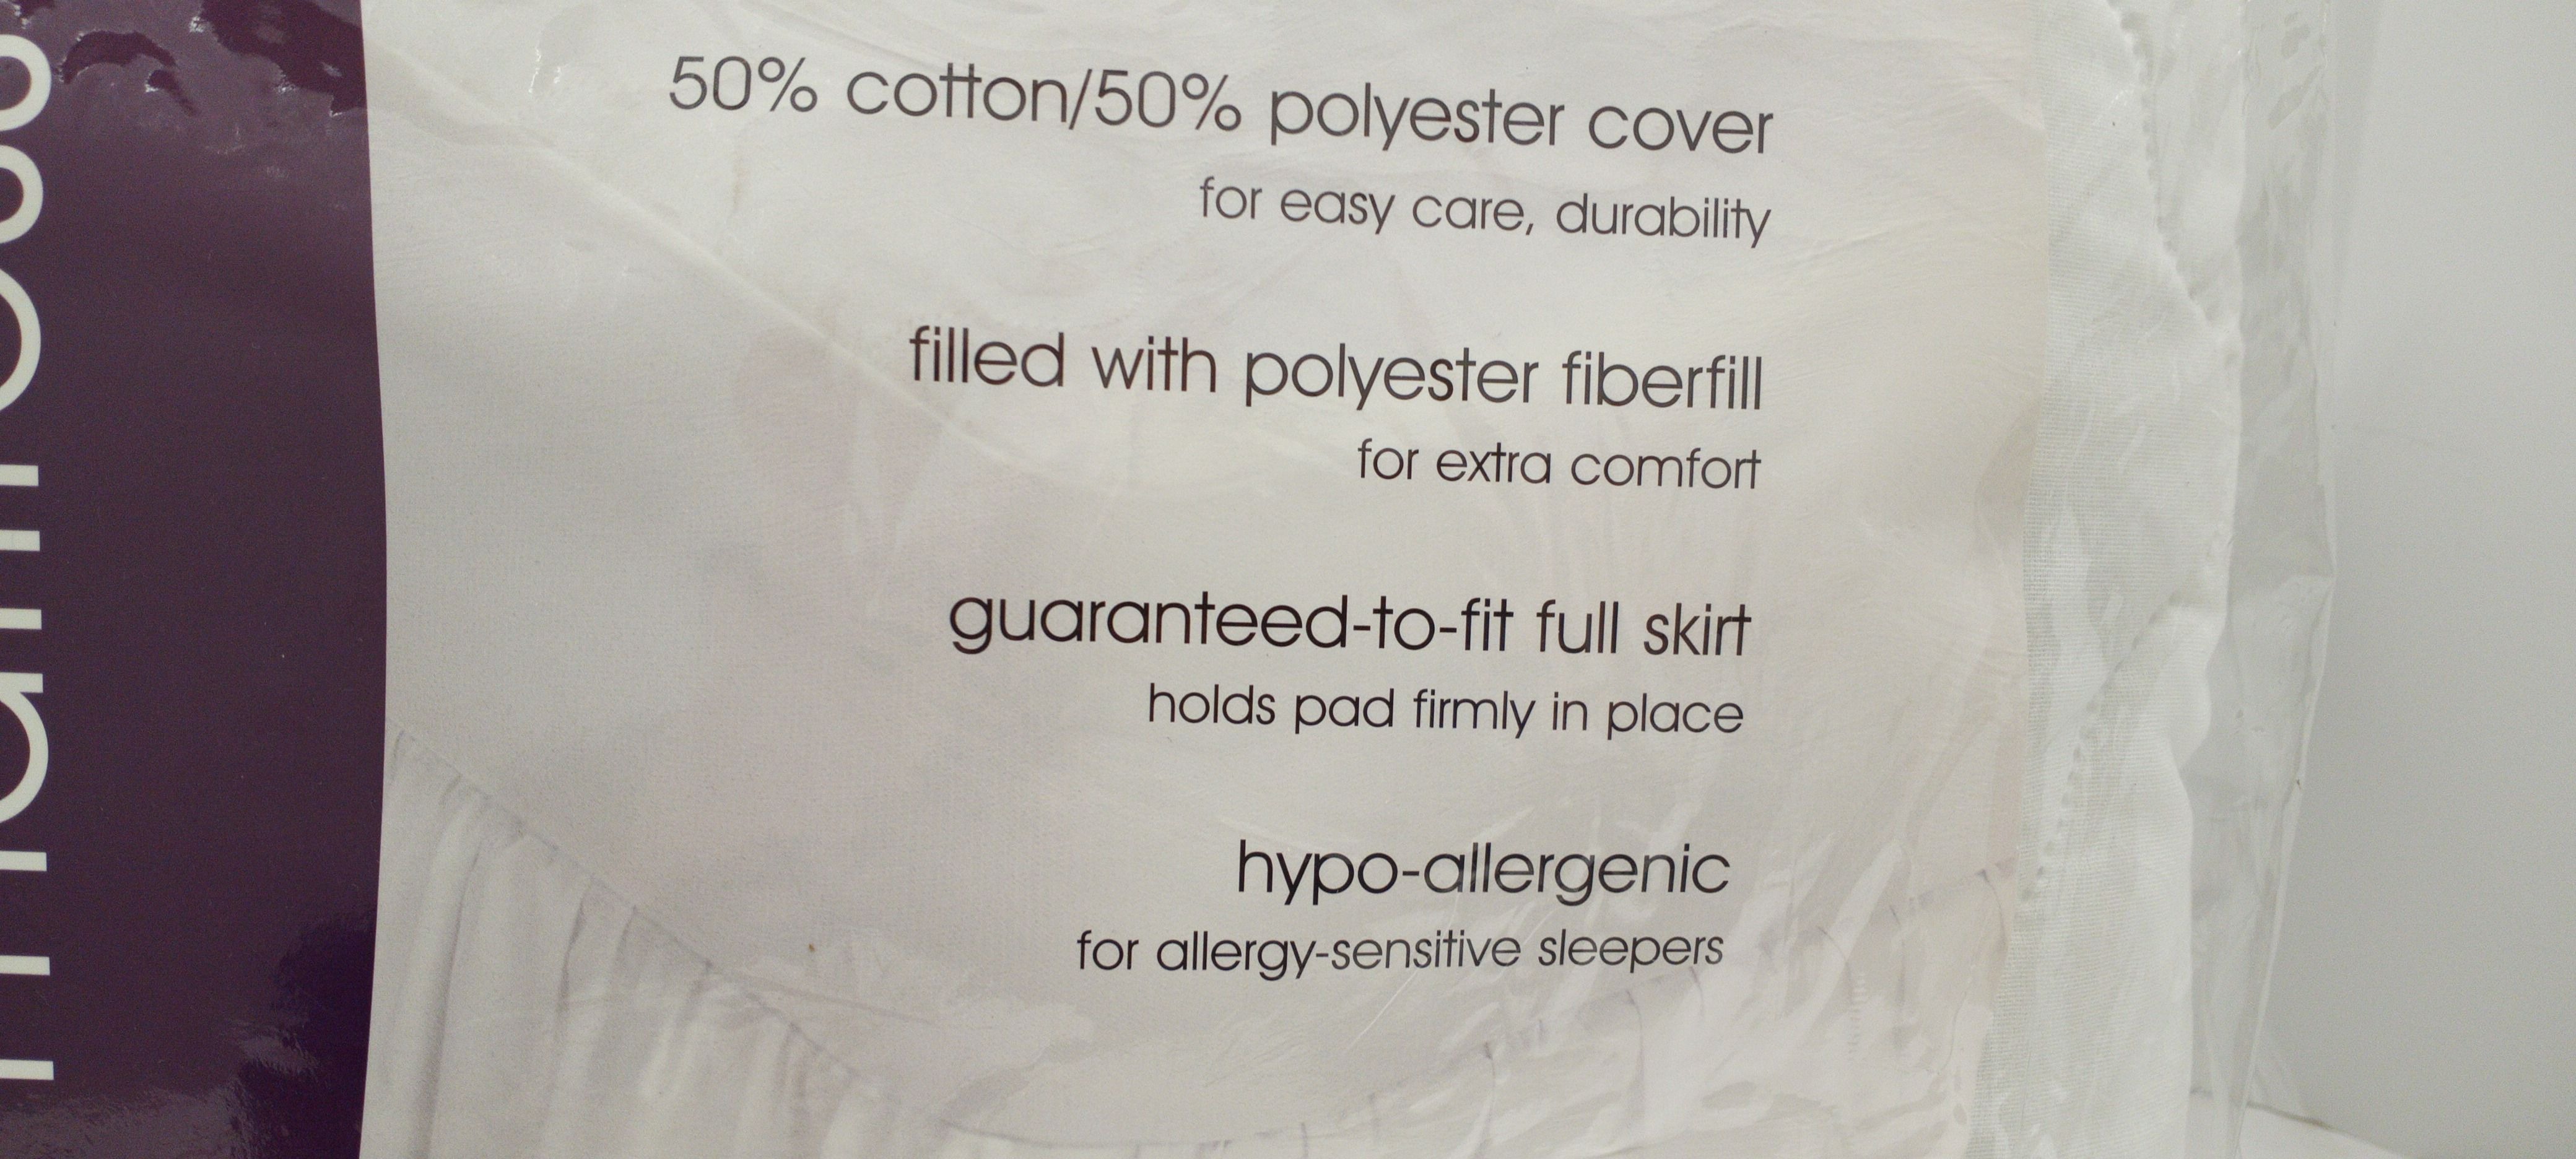 50% cotton/50% polyester cover
for easy care, durability
filled with polyester fiberfill
for extra comfort
guaranteed-to-fit full skirt
holds pad firmly in place
hypo-allergenic
for allergy-sensitive sleepers